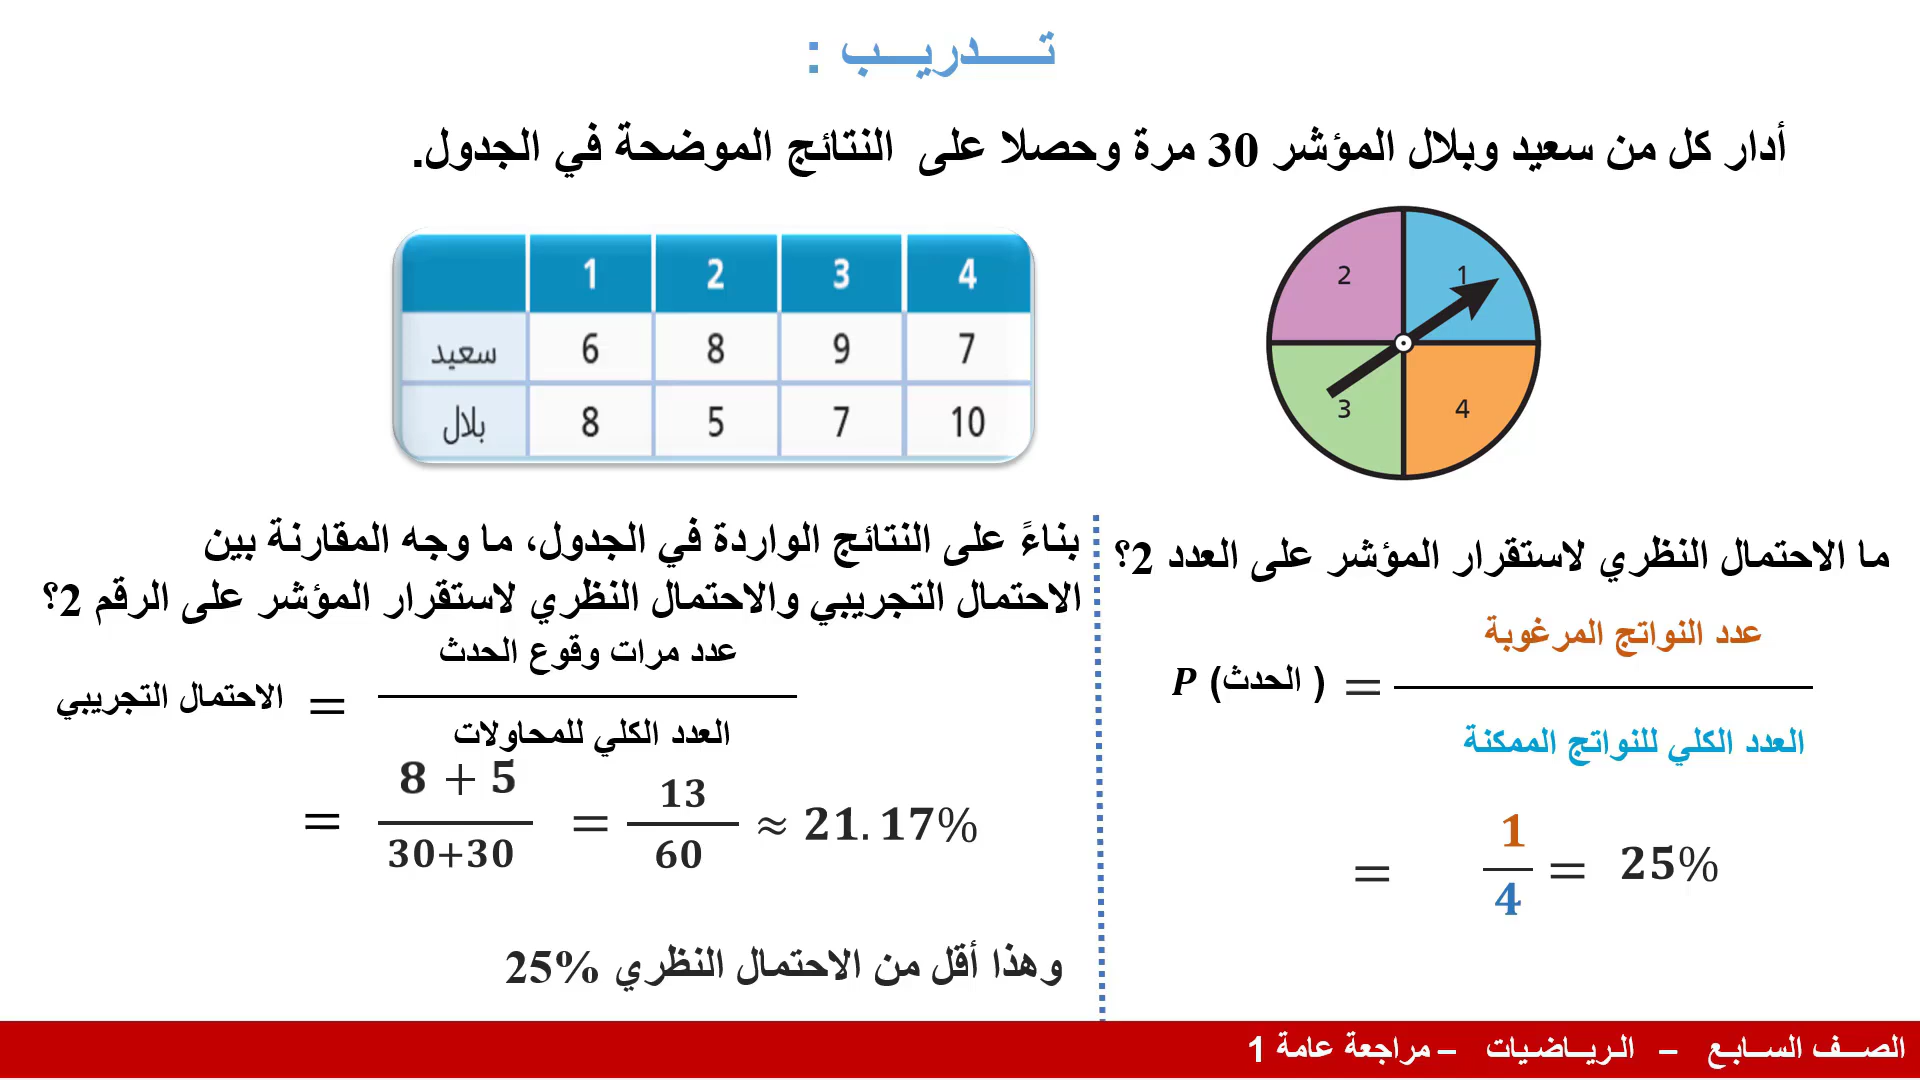 تـــدريـــب :
أدار كل من سعيد وبلال المؤشر 30 مرة وحصلا على النتائج الموضحة في الجدول.
1 2 3 4
سعيد 6 8 9 7
بلال 8 5 7 10
2 1
3 4
ما الاحتمال النظري لاستقرار المؤشر على العدد 2؟
عدد النواتج المرغوبة
P (الحدث ) =
العدد الكلي للنواتج الممكنة
= 1/4 = 25%
بناءً على النتائج الواردة في الجدول، ما وجه المقارنة بين
الاحتمال التجريبي والاحتمال النظري لاستقرار المؤشر على الرقم 2؟
عدد مرات وقوع الحدث
الاحتمال التجريبي =
العدد الكلي للمحاولات
= 8 + 5 / 30+30 = 13/60 ≈ 21.17%
وهذا أقل من الاحتمال النظري 25%
الصــف الســابـع – الـريــاضـيات – مراجعة عامة 1